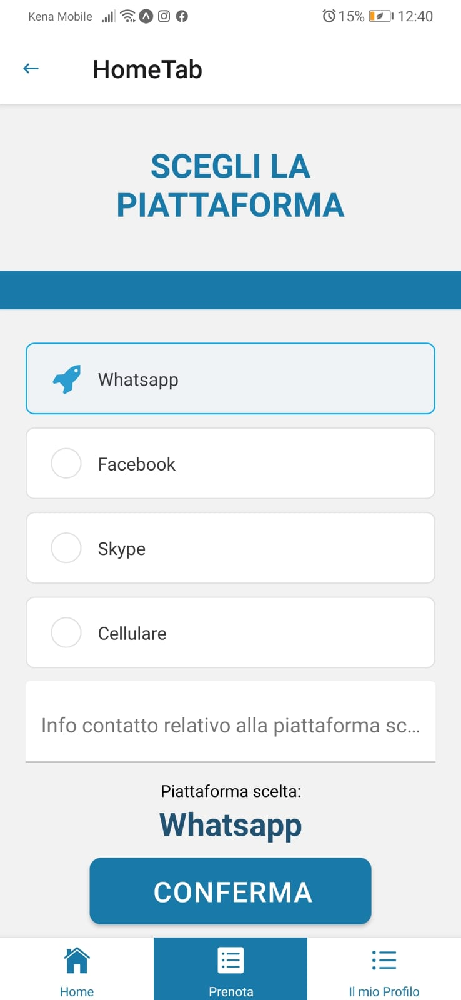 Kena Mobile 15% 12:40
HomeTab
SCEGLI LA
PIATTAFORMA
Whatsapp
Facebook
Skype
Cellulare
Info contatto relativo alla piattaforma sc...
Piattaforma scelta:
Whatsapp
CONFERMA
Home Prenota Il mio Profilo